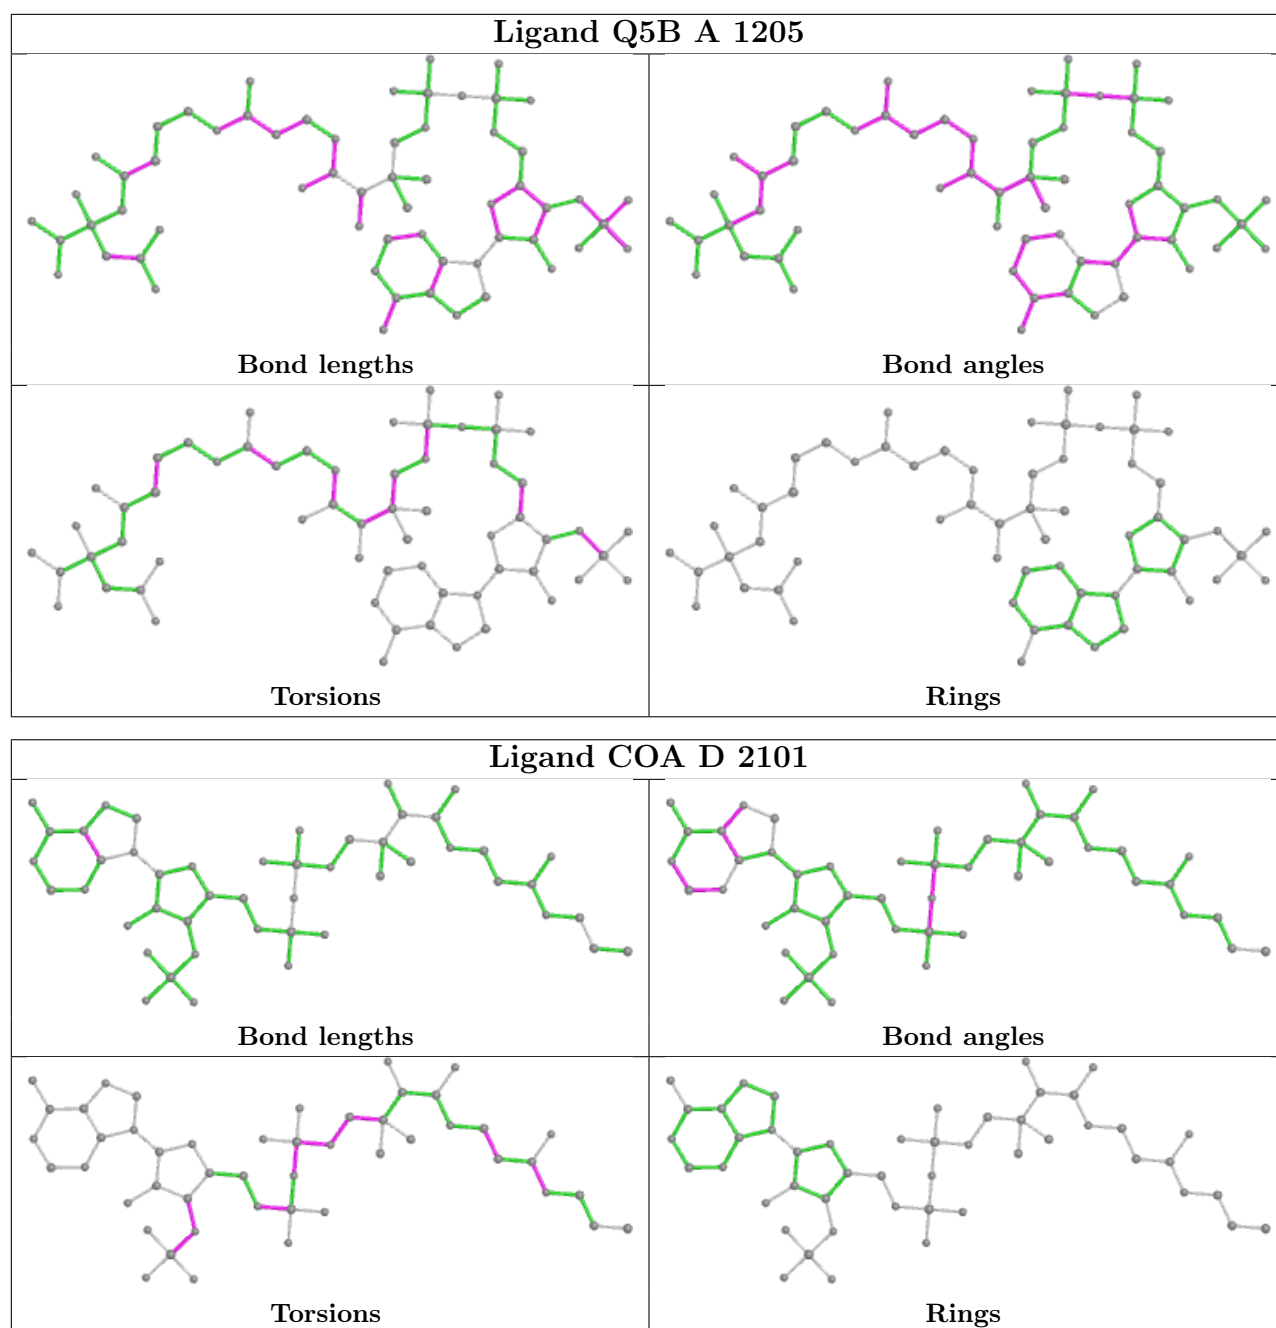 Ligand Q5B A 1205
Bond lengths
Bond angles
Torsions
Rings
Ligand COA D 2101
Bond lengths
Bond angles
Torsions
Rings